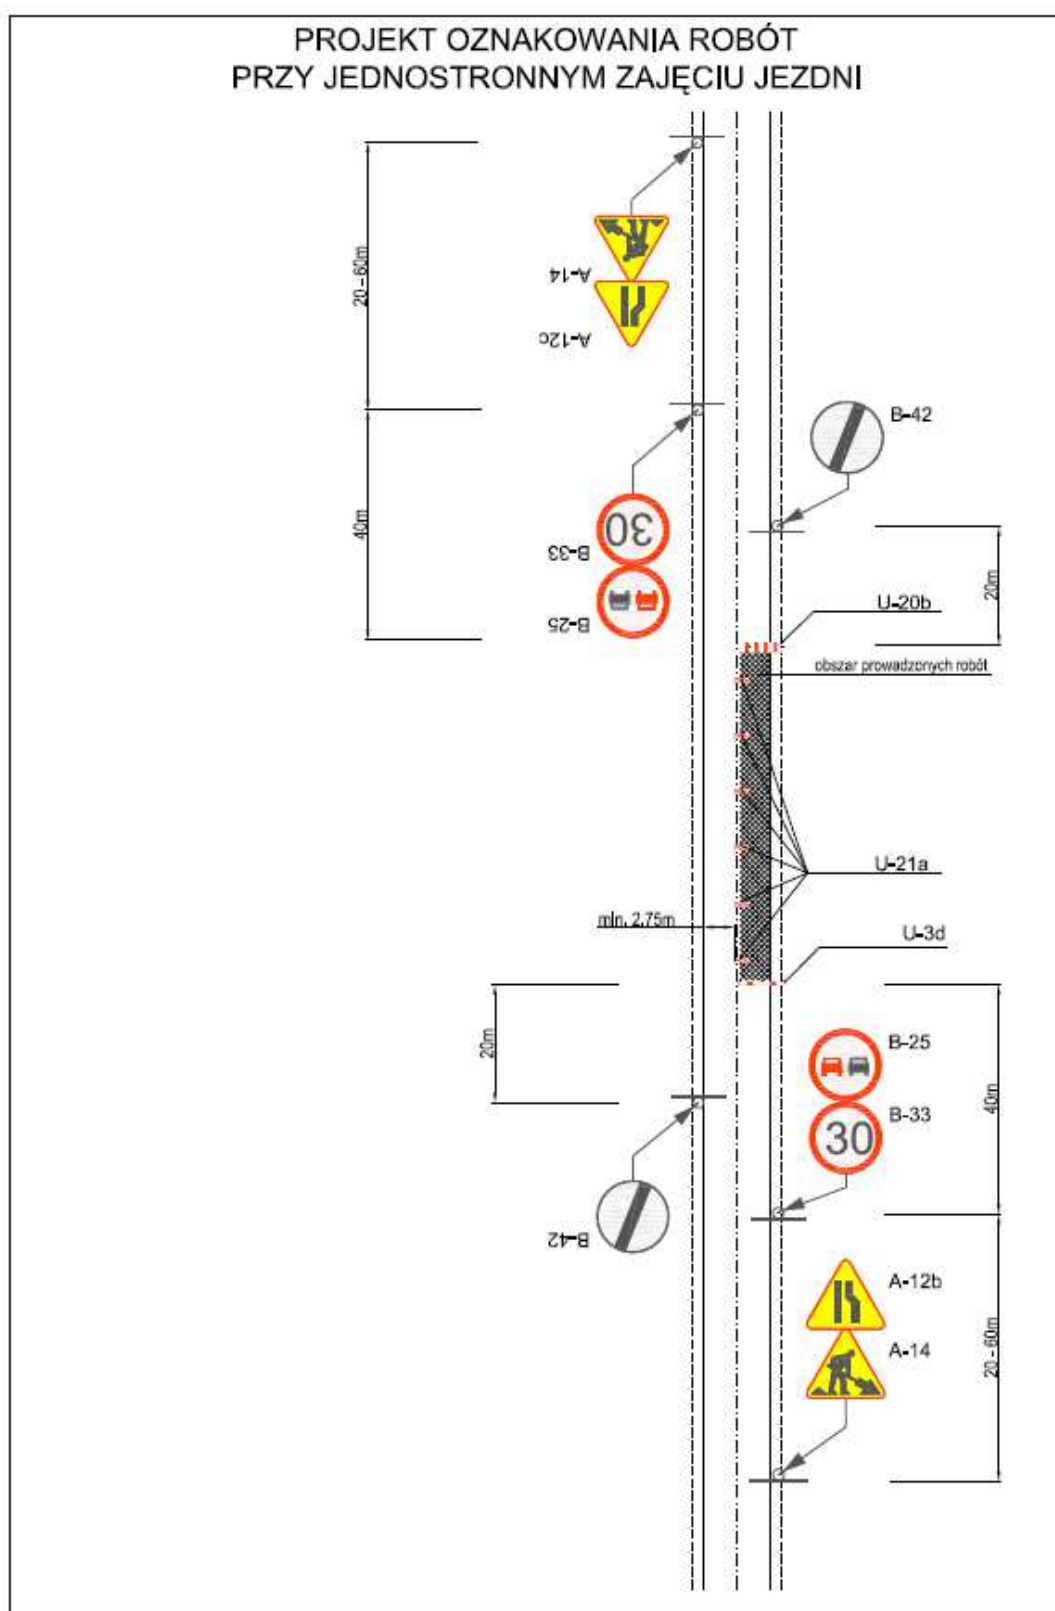 PROJEKT OZNAKOWANIA ROBÓT
PRZY JEDNOSTRONNYM ZAJĘCIU JEZDNI
20 - 60m
A-14
A-12c
40m
30
B-33
B-25
B-42
20m
U-20b
obszar prowadzonych robót
U-21a
min. 2,75m
U-3d
20m
B-42
B-25
B-33
30
40m
A-12b
A-14
20 - 60m